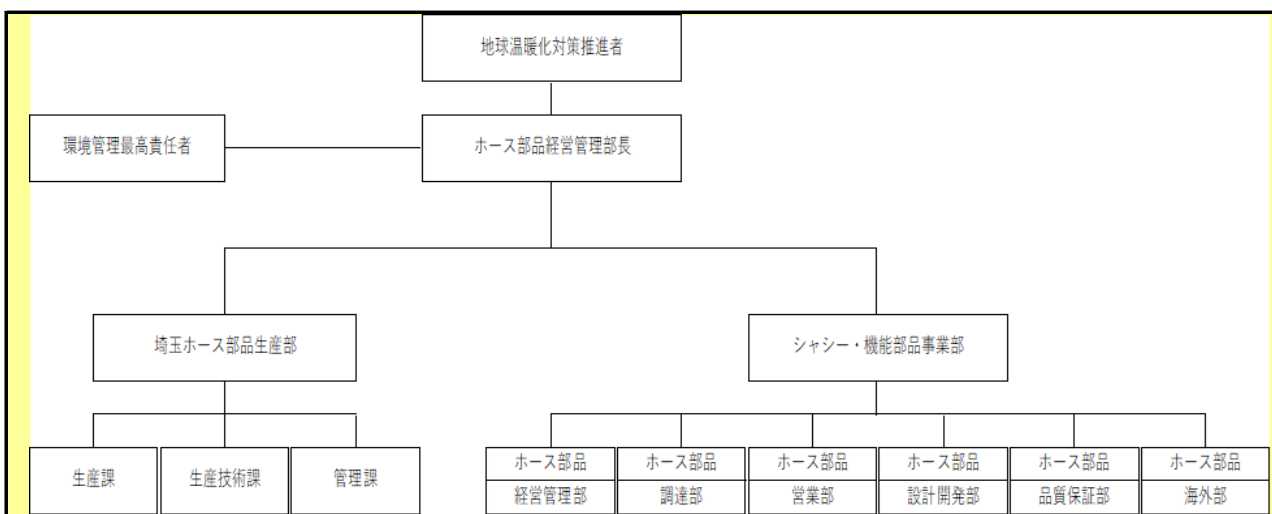 地球温暖化対策推進者
環境管理最高責任者
ホース部品経営管理部長
埼玉ホース部品生産部
シャシー・機能部品事業部
生産課
生産技術課
管理課
ホース部品
経営管理部
ホース部品
調達部
ホース部品
営業部
ホース部品
設計開発部
ホース部品
品質保証部
ホース部品
海外部